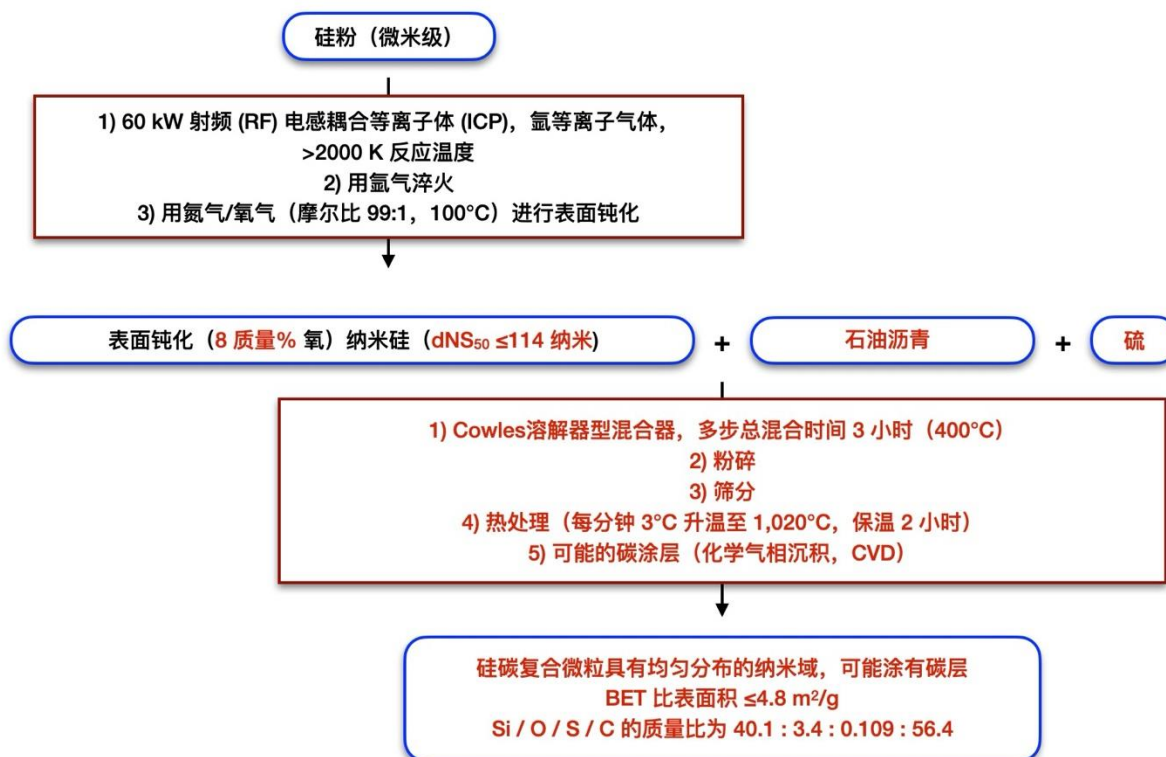 硅粉（微米级）
1) 60 kW 射频 (RF) 电感耦合等离子体 (ICP)，氩等离子气体，
>2000 K 反应温度
2) 用氩气淬火
3) 用氮气/氧气（摩尔比 99:1，100°C）进行表面钝化
表面钝化（8 质量% 氧）纳米硅（dNS₅₀ ≤114 纳米) + 石油沥青 + 硫
1) Cowles溶解器型混合器，多步总混合时间 3 小时（400°C）
2) 粉碎
3) 筛分
4) 热处理（每分钟 3°C 升温至 1,020°C，保温 2 小时）
5) 可能的碳涂层（化学气相沉积，CVD）
硅碳复合微粒具有均匀分布的纳米域，可能涂有碳层
BET 比表面积 ≤4.8 m²/g
Si / O / S / C 的质量比为 40.1 : 3.4 : 0.109 : 56.4